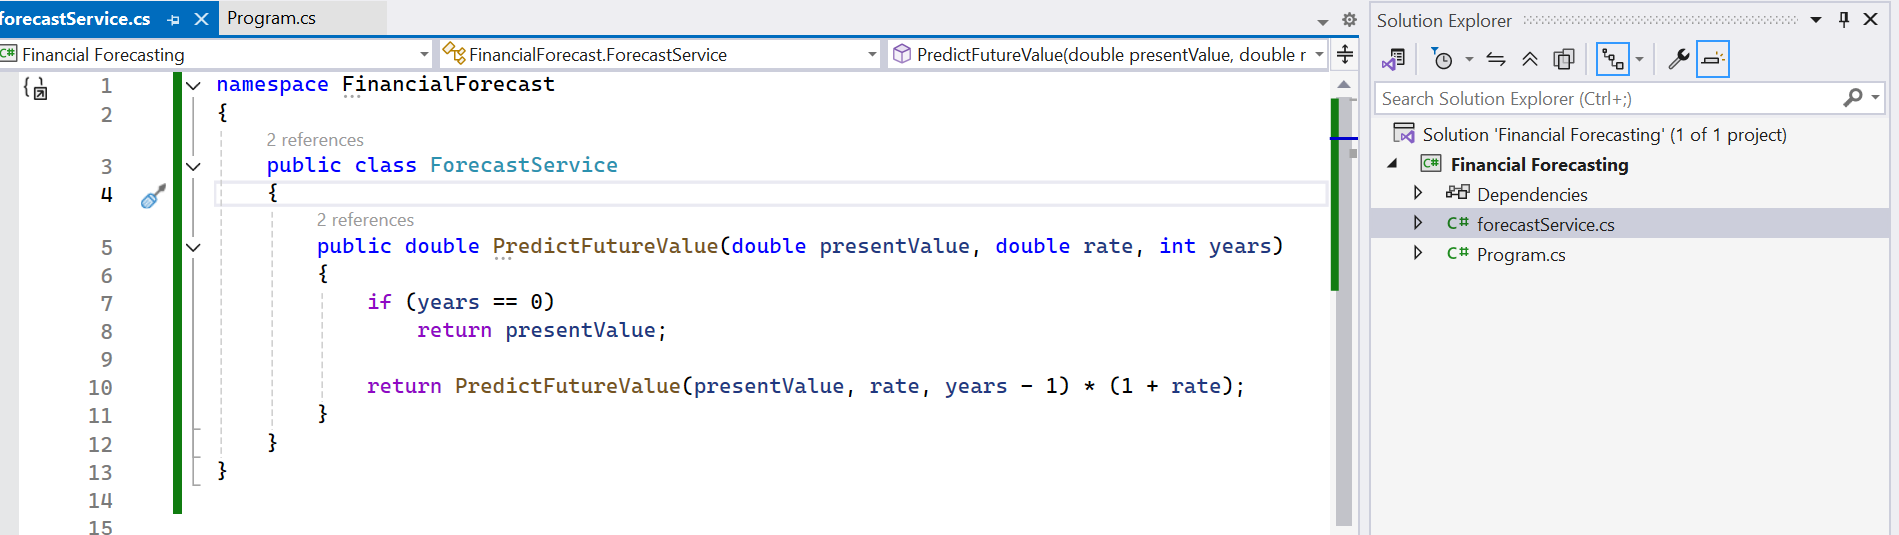 forecastService.cs Program.cs
Financial Forecasting FinancialForecast.ForecastService PredictFutureValue(double presentValue, double r
1 namespace FinancialForecast
2 {
2 references
3 public class ForecastService
4 {
2 references
5 public double PredictFutureValue(double presentValue, double rate, int years)
6 {
7 if (years == 0)
8 return presentValue;
9
10 return PredictFutureValue(presentValue, rate, years - 1) * (1 + rate);
11 }
12 }
13 }
14
15
Solution Explorer
Search Solution Explorer (Ctrl+;)
Solution 'Financial Forecasting' (1 of 1 project)
C# Financial Forecasting
Dependencies
C# forecastService.cs
C# Program.cs